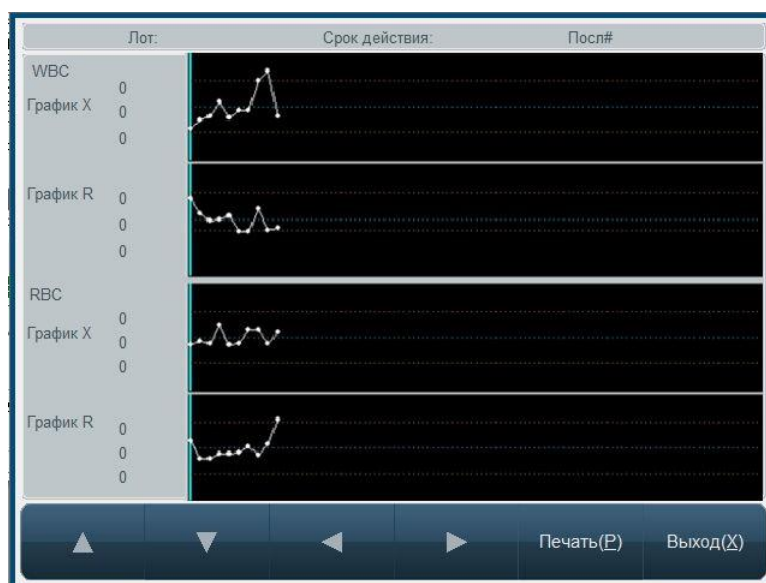 Лот: Срок действия: Посл#
WBC
0
График X 0
0
График R 0
0
0
RBC
0
График X 0
0
График R 0
0
0
Печать(P) Выход(X)